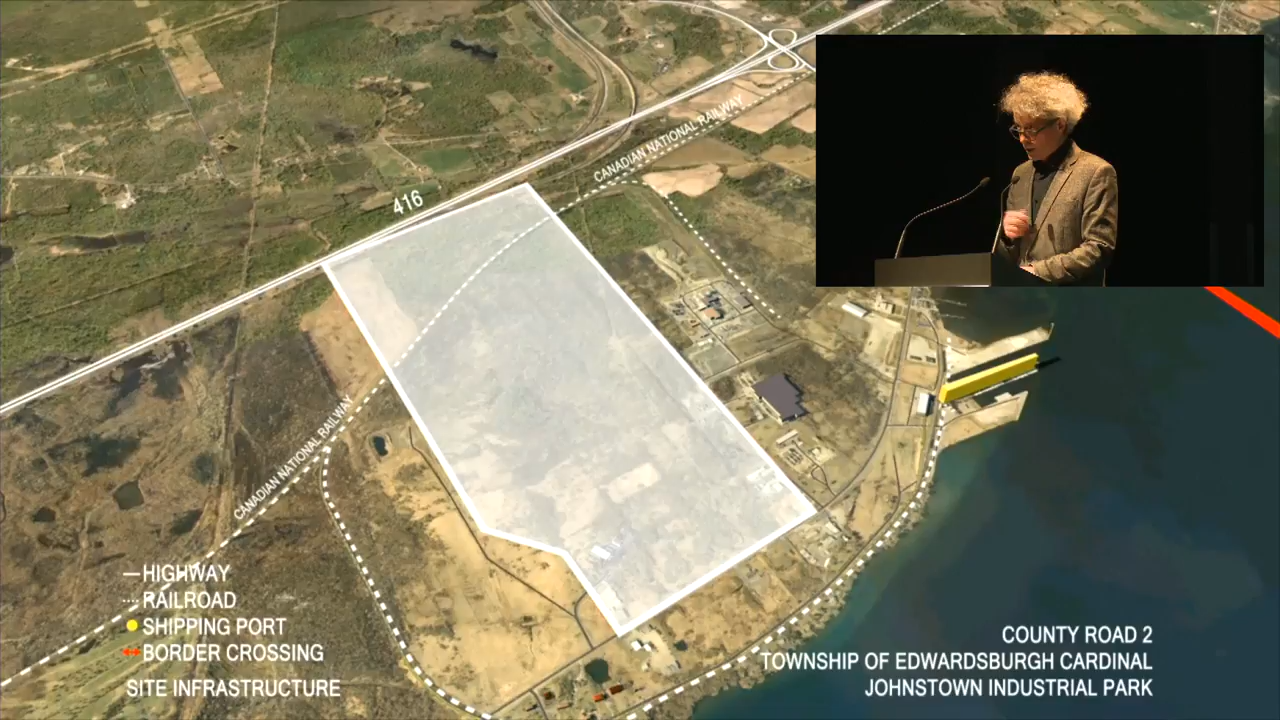 416
CANADIAN NATIONAL RAILWAY
CANADIAN NATIONAL RAILWAY
HIGHWAY
RAILROAD
SHIPPING PORT
BORDER CROSSING
SITE INFRASTRUCTURE
COUNTY ROAD 2
TOWNSHIP OF EDWARDSBURGH CARDINAL
JOHNSTOWN INDUSTRIAL PARK